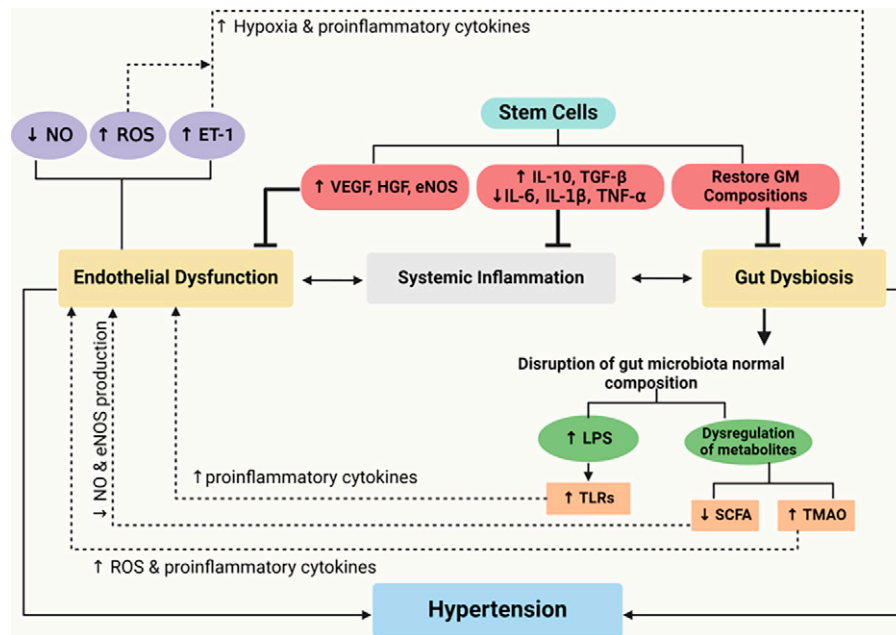 ↑ Hypoxia & proinflammatory cytokines
Stem Cells
↓ NO
↑ ROS
↑ ET-1
↑ VEGF, HGF, eNOS
↑ IL-10, TGF-β
↓IL-6, IL-1β, TNF-α
Restore GM
Compositions
Endothelial Dysfunction
Systemic Inflammation
Gut Dysbiosis
Disruption of gut microbiota normal
composition
↑ LPS
Dysregulation
of metabolites
↓ NO & eNOS production
↑proinflammatory cytokines
↑ TLRs
↓ SCFA
↑ TMAO
↑ ROS & proinflammatory cytokines
Hypertension